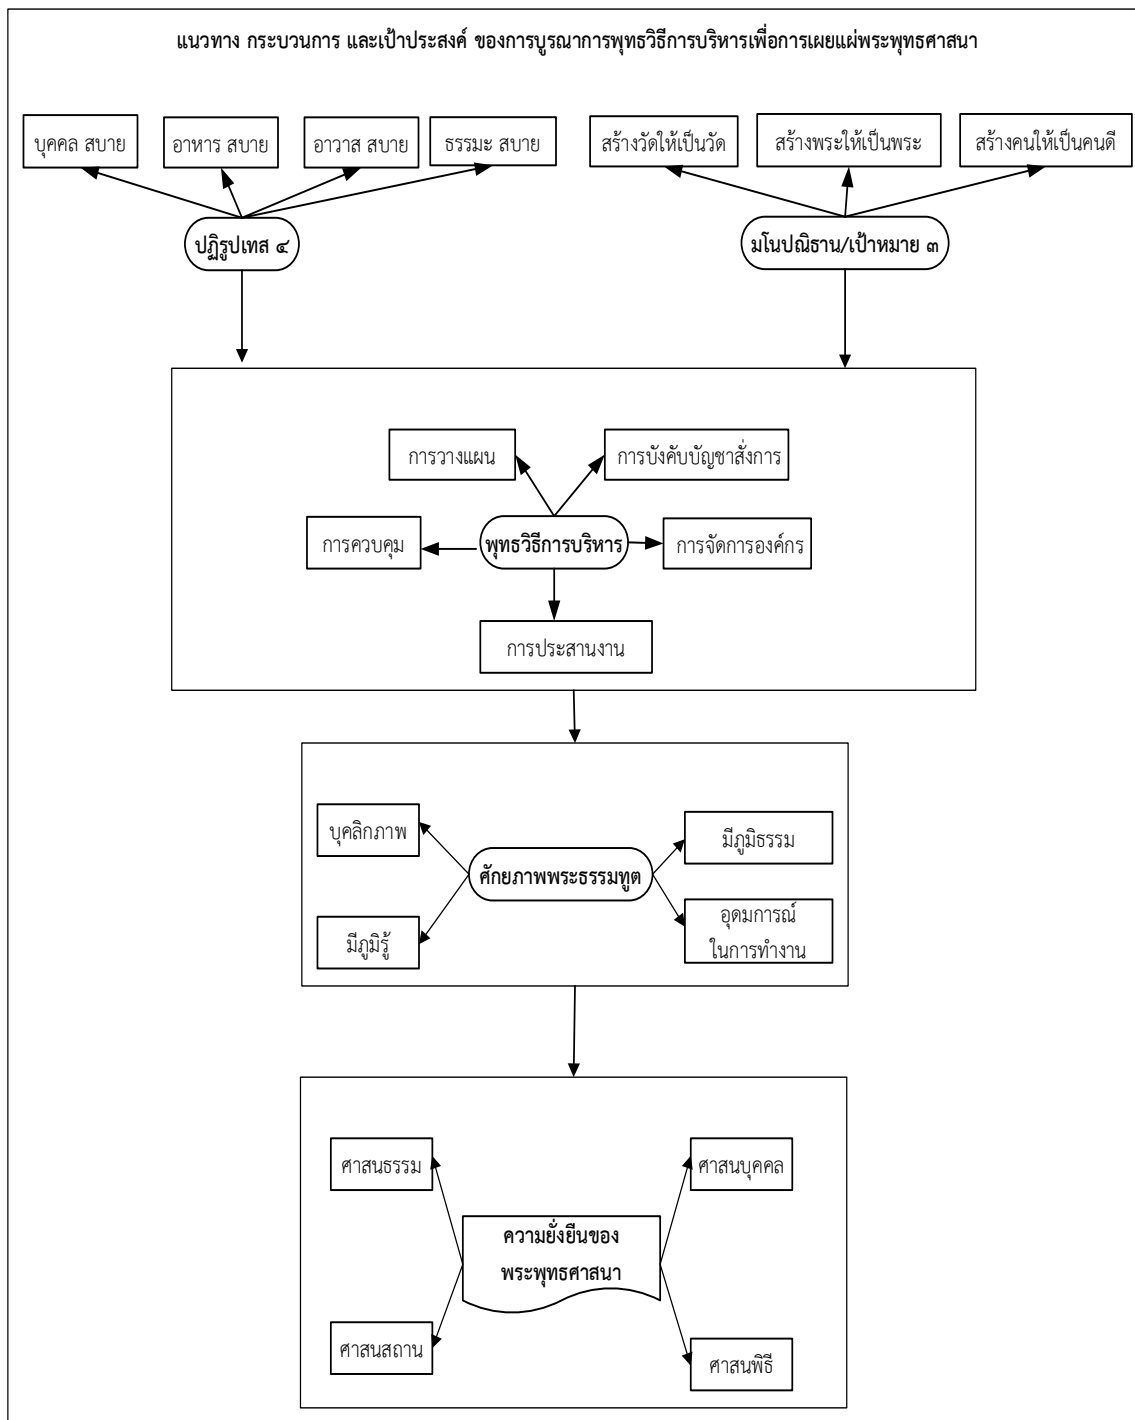 แนวทาง กระบวนการ และเป้าประสงค์ ของการบูรณาการพุทธวิธีการบริหารเพื่อการเผยแผ่พระพุทธศาสนา
บุคคล สบาย
อาหาร สบาย
อาวาส สบาย
ธรรมะ สบาย
สร้างวัดให้เป็นวัด
สร้างพระให้เป็นพระ
สร้างคนให้เป็นคนดี
ปฏิรูปเทส ๔
มโนปณิธาน/เป้าหมาย ๓
การวางแผน
การบังคับบัญชาสั่งการ
การควบคุม
พุทธวิธีการบริหาร
การจัดการองค์กร
การประสานงาน
บุคลิกภาพ
มีภูมิธรรม
ศักยภาพพระธรรมทูต
มีภูมิรู้
อุดมการณ์
ในการทำงาน
ศาสนธรรม
ศาสนบุคคล
ความยั่งยืนของ
พระพุทธศาสนา
ศาสนสถาน
ศาสนพิธี